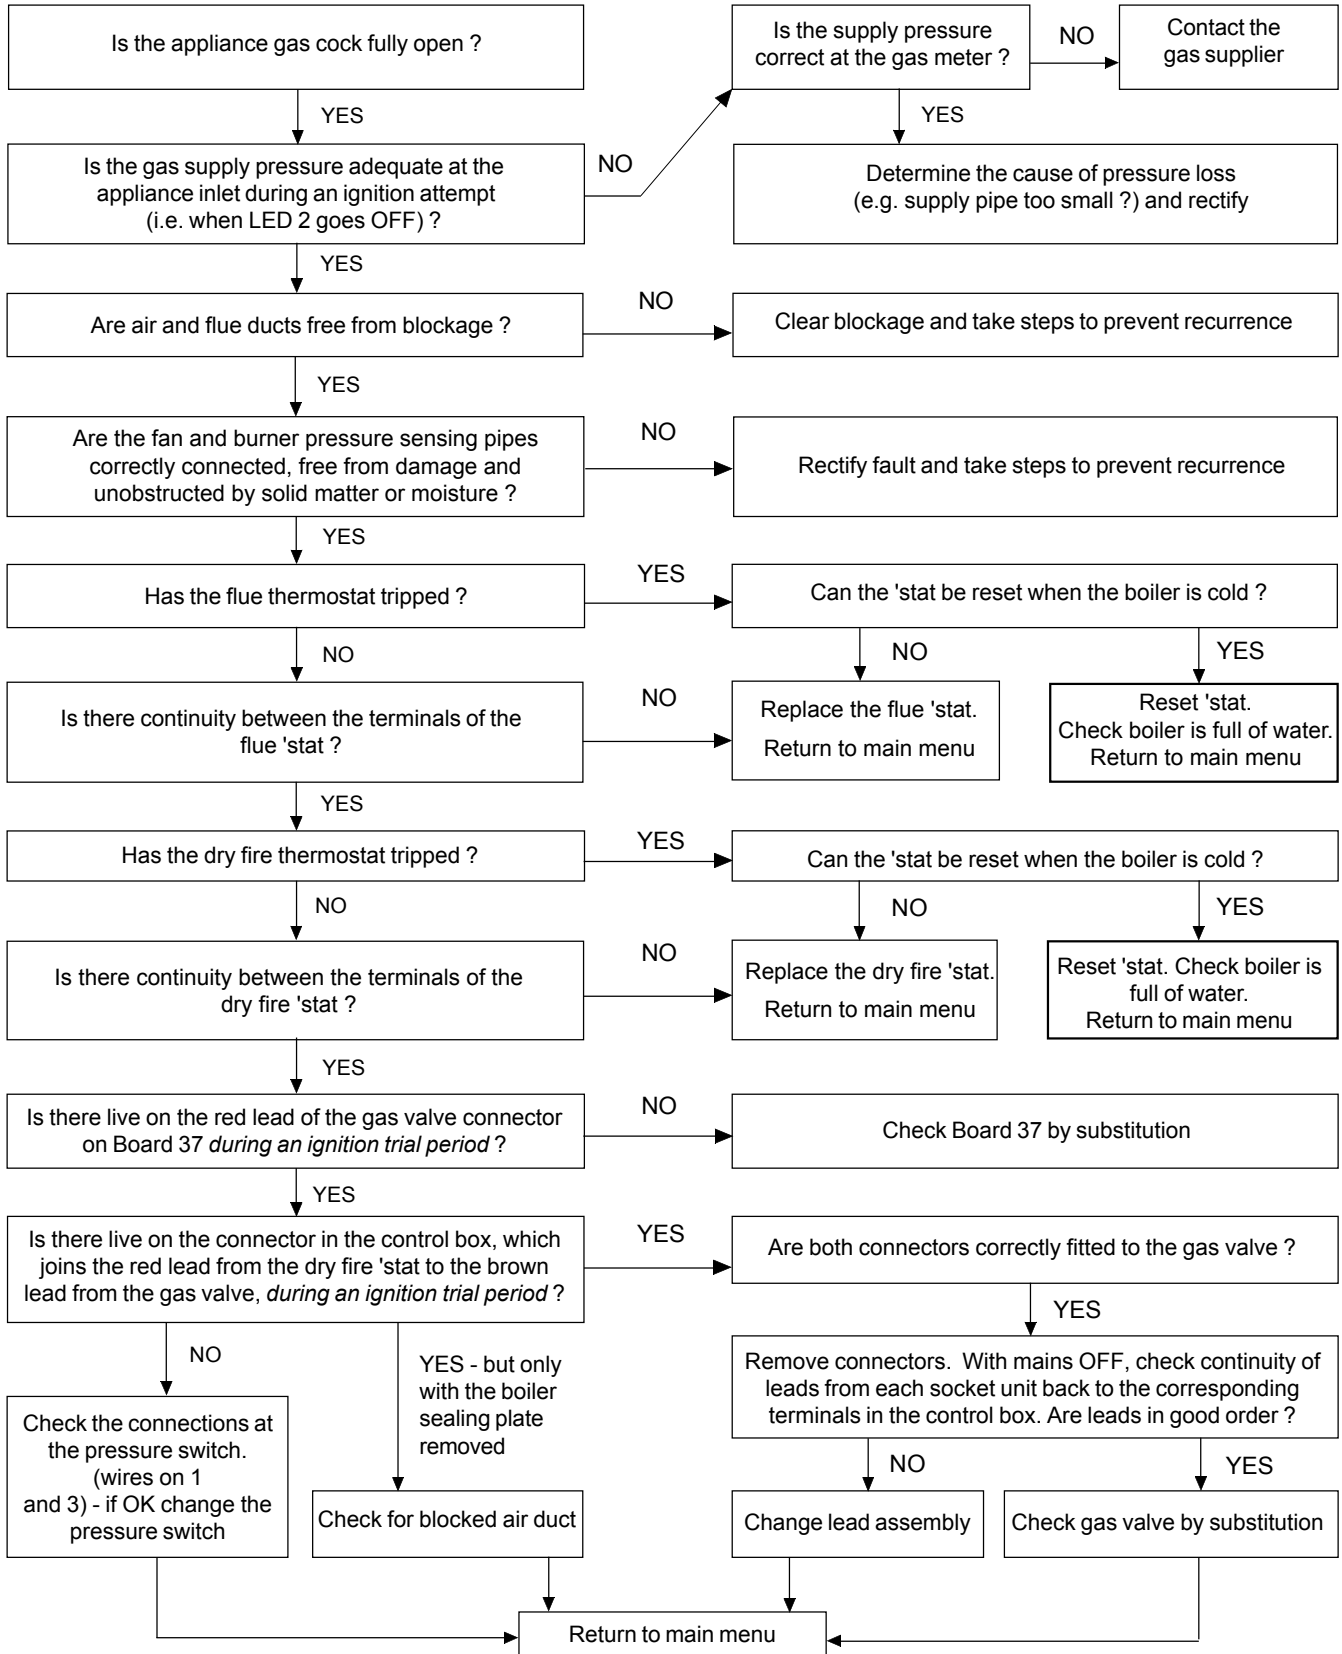 Is the appliance gas cock fully open ?
YES
Is the supply pressure
correct at the gas meter ?
NO
Contact the
gas supplier
YES
Is the gas supply pressure adequate at the
appliance inlet during an ignition attempt
(i.e. when LED 2 goes OFF) ?
NO
Determine the cause of pressure loss
(e.g. supply pipe too small ?) and rectify
YES
Are air and flue ducts free from blockage ?
NO
Clear blockage and take steps to prevent recurrence
YES
Are the fan and burner pressure sensing pipes
correctly connected, free from damage and
unobstructed by solid matter or moisture ?
NO
Rectify fault and take steps to prevent recurrence
YES
Has the flue thermostat tripped ?
YES
Can the 'stat be reset when the boiler is cold ?
NO
NO
YES
Is there continuity between the terminals of the
flue 'stat ?
NO
Replace the flue 'stat.
Return to main menu
Reset 'stat.
Check boiler is full of water.
Return to main menu
YES
Has the dry fire thermostat tripped ?
YES
Can the 'stat be reset when the boiler is cold ?
NO
NO
YES
Is there continuity between the terminals of the
dry fire 'stat ?
NO
Replace the dry fire 'stat.
Return to main menu
Reset 'stat. Check boiler is
full of water.
Return to main menu
YES
Is there live on the red lead of the gas valve connector
on Board 37 during an ignition trial period ?
NO
Check Board 37 by substitution
YES
Is there live on the connector in the control box, which
joins the red lead from the dry fire 'stat to the brown
lead from the gas valve, during an ignition trial period ?
YES
Are both connectors correctly fitted to the gas valve ?
YES
NO
YES - but only
with the boiler
sealing plate
removed
Remove connectors. With mains OFF, check continuity of
leads from each socket unit back to the corresponding
terminals in the control box. Are leads in good order ?
Check the connections at
the pressure switch.
(wires on 1
and 3) - if OK change the
pressure switch
Check for blocked air duct
NO
YES
Change lead assembly
Check gas valve by substitution
Return to main menu